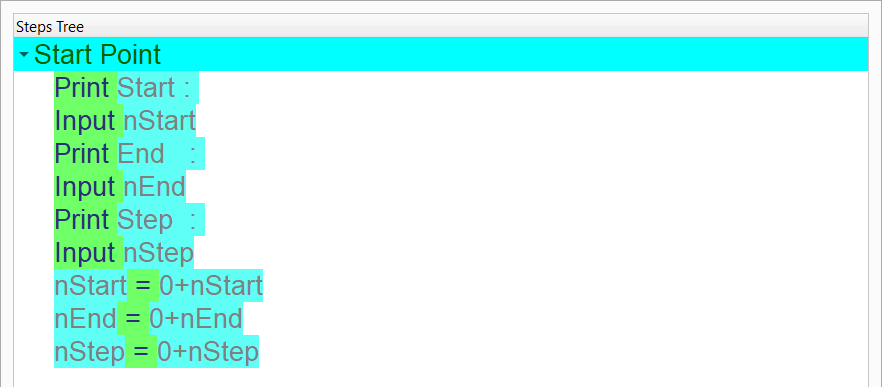 Steps Tree
Start Point
Print Start :
Input nStart
Print End   :
Input nEnd
Print Step  :
Input nStep
nStart = 0+nStart
nEnd = 0+nEnd
nStep = 0+nStep